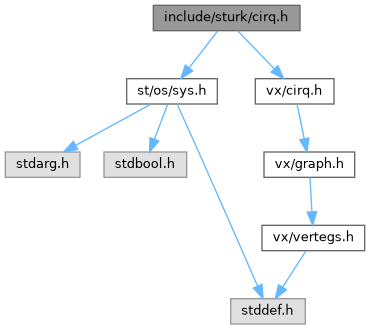 include/sturk/cirq.h
st/os/sys.h
vx/cirq.h
stdarg.h
stdbool.h
vx/graph.h
vx/vertegs.h
stddef.h